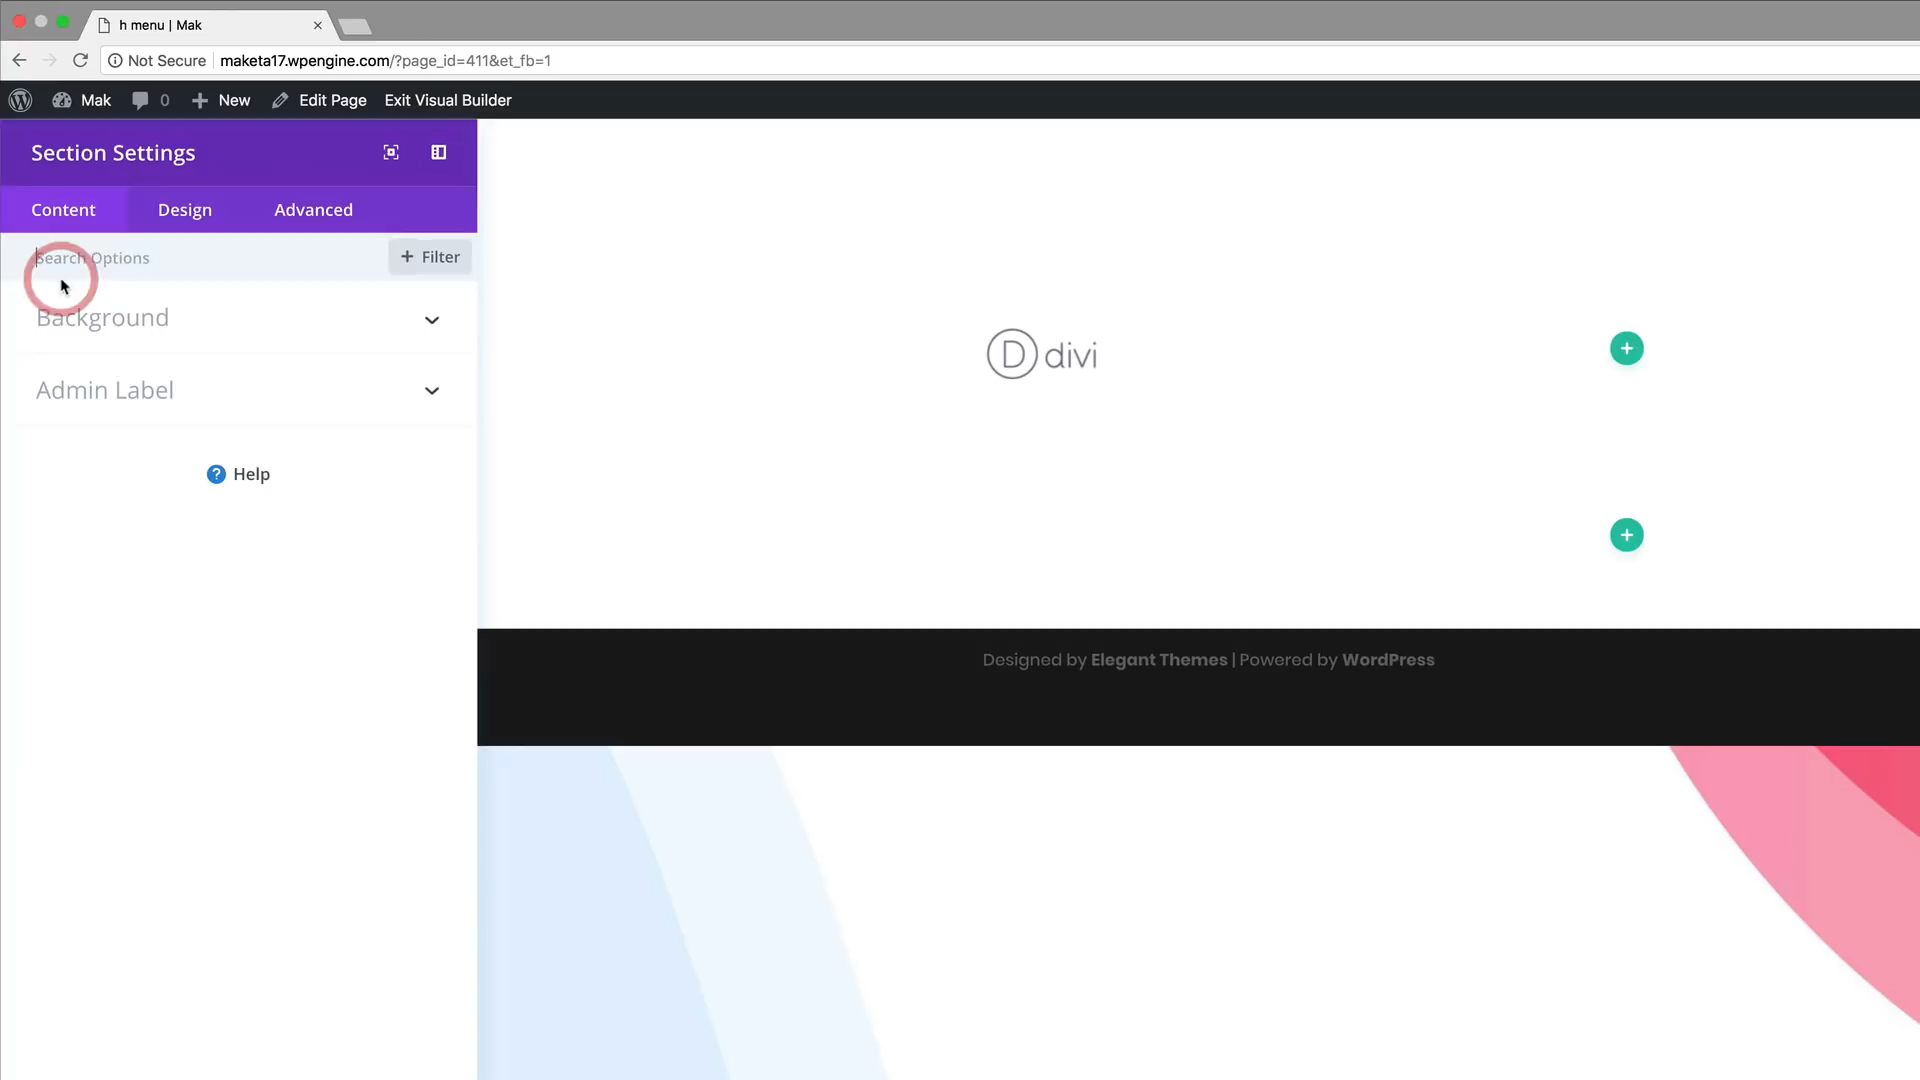 h menu | Mak
Not Secure maketa17.wpengine.com/?page_id=411&et_fb=1
Mak 0 New Edit Page Exit Visual Builder
Section Settings
Content Design Advanced
Search Options + Filter
Background
Admin Label
? Help
D divi
+
+
Designed by Elegant Themes | Powered by WordPress